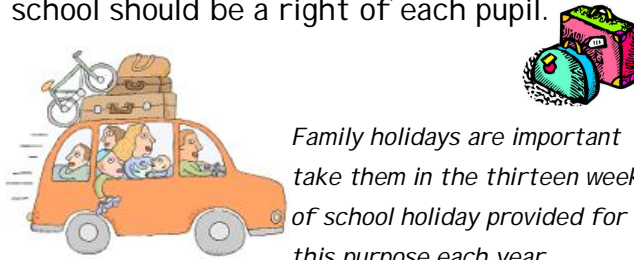 school should be a right of each pupil.
Family holidays are important
take them in the thirteen week
of school holiday provided for
this purpose each year